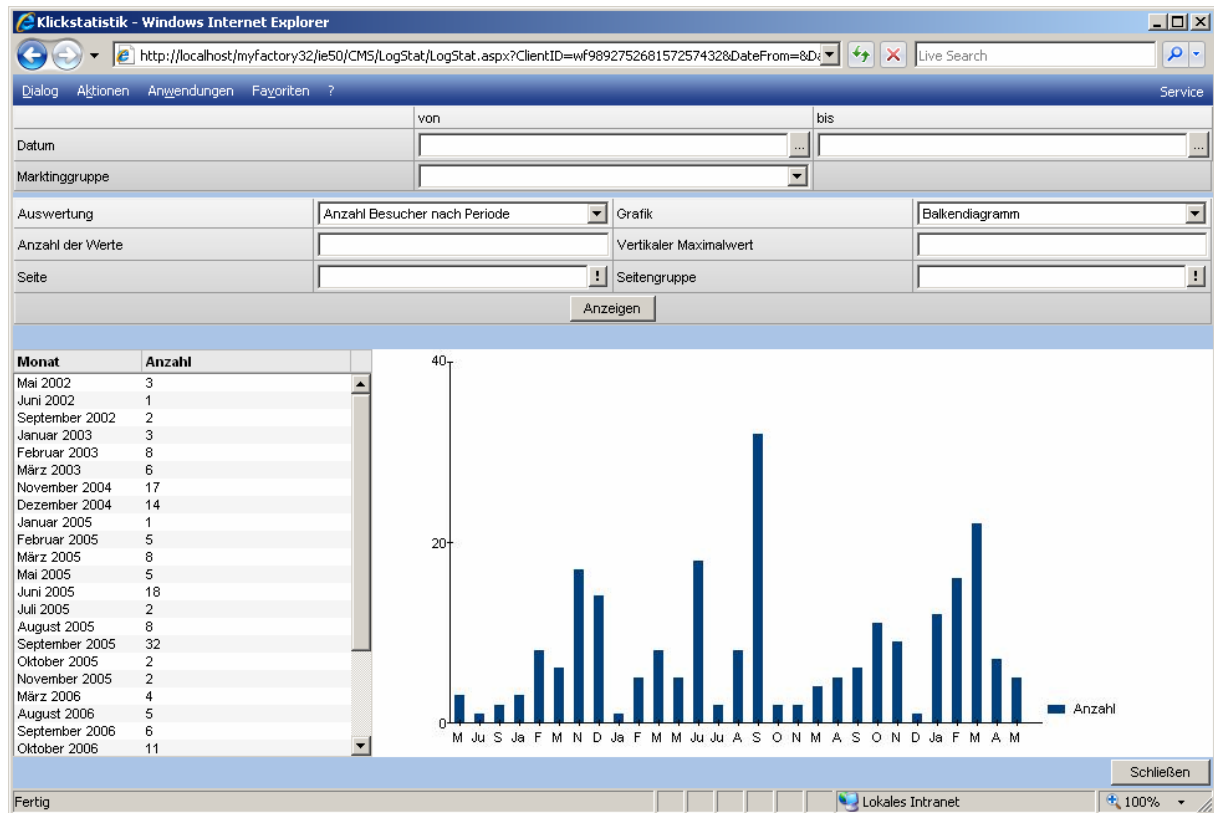 Klickstatistik - Windows Internet Explorer
http://localhost/myfactory32/ie50/CMS/LogStat/LogStat.aspx?ClientID=wf9892752681572574328&DateFrom=&Da
Live Search
Dialog Aktionen Anwendungen Favoriten ? Service
von bis
Datum ... ...
Marktinggruppe
Auswertung Anzahl Besucher nach Periode Grafik Balkendiagramm
Anzahl der Werte Vertikaler Maximalwert
Seite ! Seitengruppe !
Anzeigen
Monat Anzahl
Mai 2002 3
Juni 2002 1
September 2002 2
Januar 2003 3
Februar 2003 8
März 2003 6
November 2004 17
Dezember 2004 14
Januar 2005 1
Februar 2005 5
März 2005 8
Mai 2005 5
Juni 2005 18
Juli 2005 2
August 2005 8
September 2005 32
Oktober 2005 2
November 2005 2
März 2006 4
August 2006 5
September 2006 6
Oktober 2006 11
40
20
0
M Ju S Ja F M N D Ja F M M Ju Ju A S O N M A S O N D Ja F M A M
Anzahl
Schließen
Fertig Lokales Intranet 100%